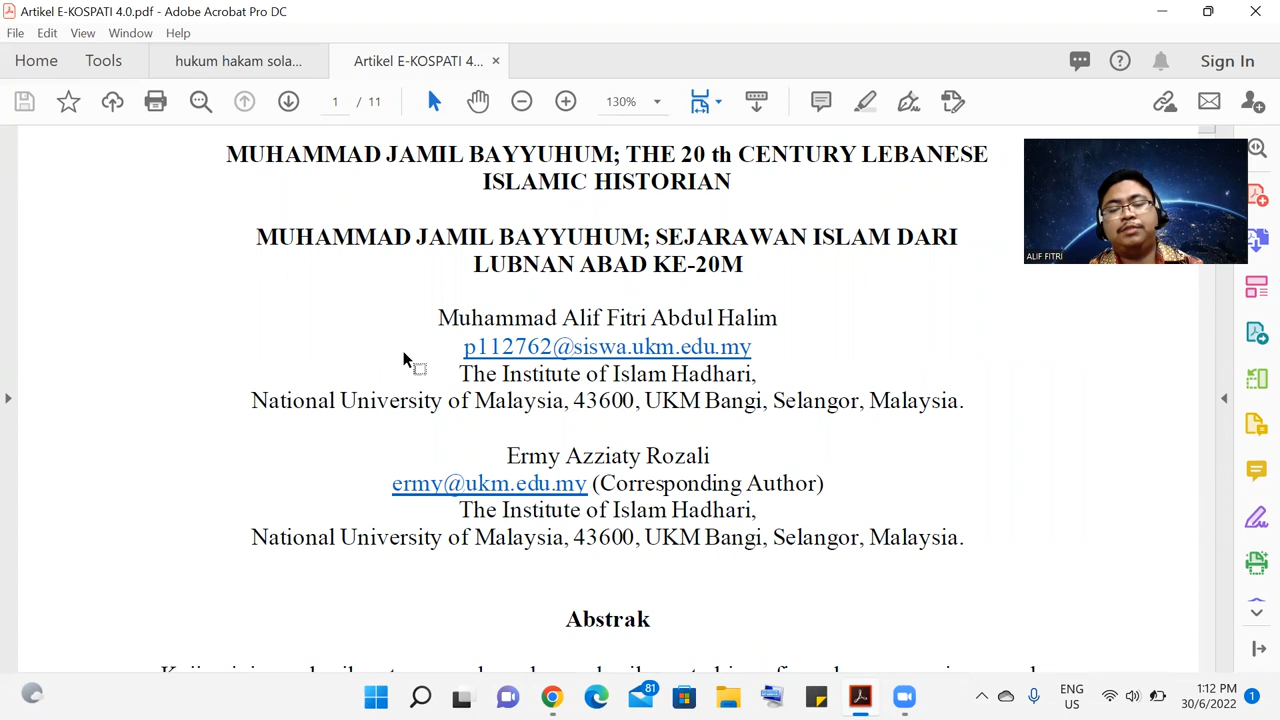 Artikel E-KOSPATI 4.0.pdf - Adobe Acrobat Pro DC
File Edit View Window Help
Home Tools hukum hakam sola... Artikel E-KOSPATI 4... × Sign In
1 / 11 130%
MUHAMMAD JAMIL BAYYUHUM; THE 20 th CENTURY LEBANESE
ISLAMIC HISTORIAN
MUHAMMAD JAMIL BAYYUHUM; SEJARAWAN ISLAM DARI
LUBNAN ABAD KE-20M
ALIF FITRI
Muhammad Alif Fitri Abdul Halim
p112762@siswa.ukm.edu.my
The Institute of Islam Hadhari,
National University of Malaysia, 43600, UKM Bangi, Selangor, Malaysia.
Ermy Azziaty Rozali
ermy@ukm.edu.my (Corresponding Author)
The Institute of Islam Hadhari,
National University of Malaysia, 43600, UKM Bangi, Selangor, Malaysia.
Abstrak
81
ENG
US
1:12 PM
30/6/2022
1